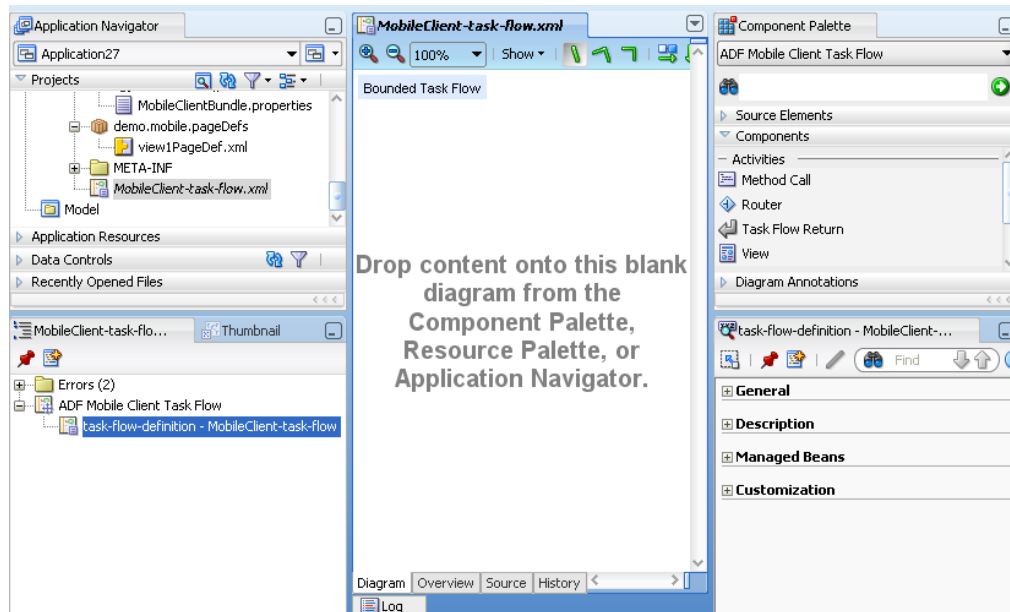 Application Navigator
Application27
Projects
MobileClientBundle.properties
demo.mobile.pageDefs
view1PageDef.xml
META-INF
MobileClient-task-flow.xml
Model
Application Resources
Data Controls
Recently Opened Files
MobileClient-task-flo...
Thumbnail
Errors (2)
ADF Mobile Client Task Flow
task-flow-definition - MobileClient-task-flow
MobileClient-task-flow.xml
100%
Show
Bounded Task Flow
Drop content onto this blank
diagram from the
Component Palette,
Resource Palette, or
Application Navigator.
Diagram Overview Source History
Log
Component Palette
ADF Mobile Client Task Flow
Source Elements
Components
Activities
Method Call
Router
Task Flow Return
View
Diagram Annotations
task-flow-definition - MobileClient-...
Find
General
Description
Managed Beans
Customization